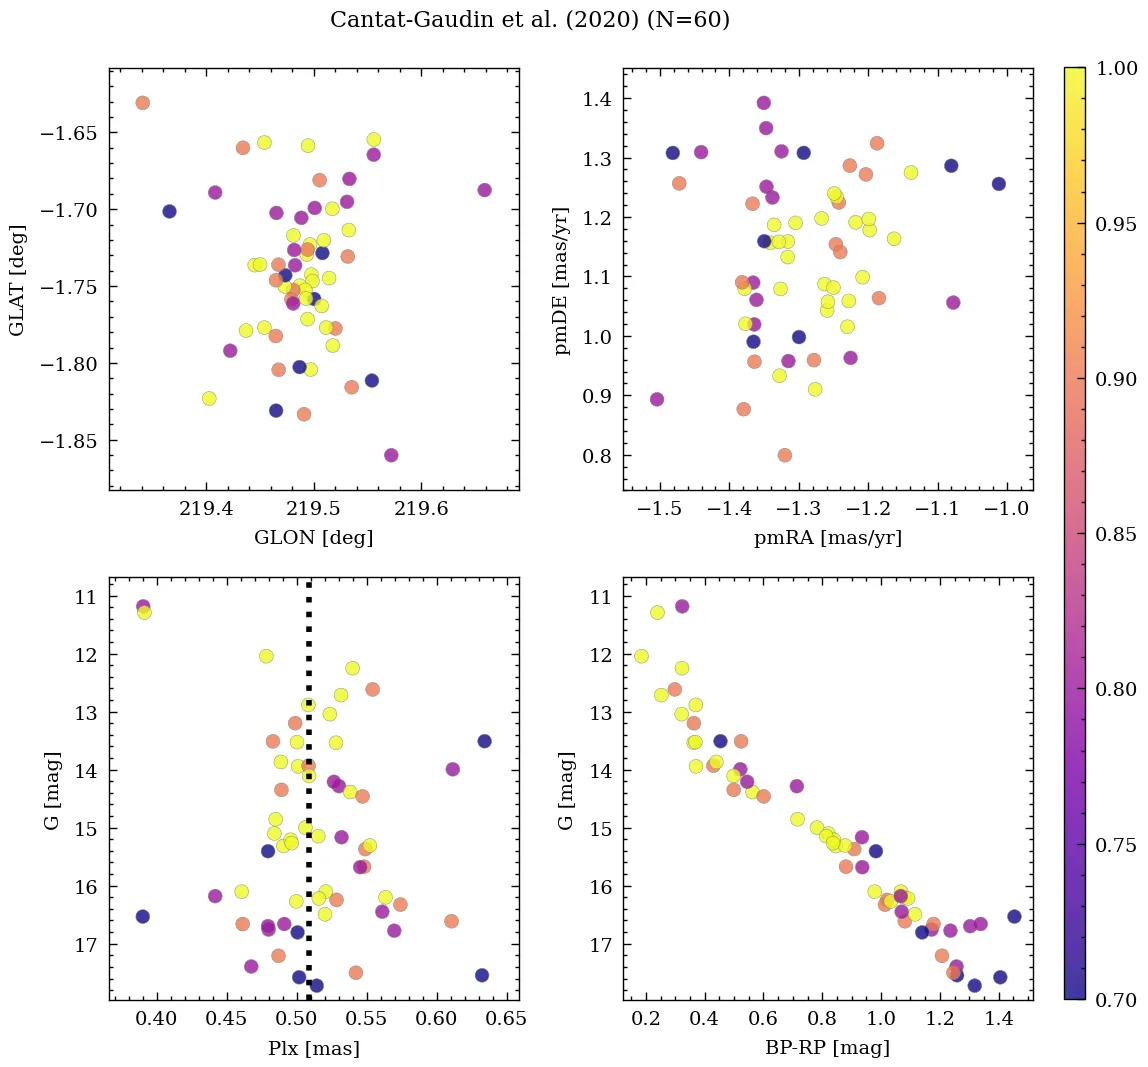 Cantat-Gaudin et al. (2020) (N=60)
−1.65
−1.70
−1.75
−1.80
−1.85
GLAT [deg]
219.4 219.5 219.6
GLON [deg]
1.4
1.3
1.2
1.1
1.0
0.9
0.8
pmDE [mas/yr]
−1.5 −1.4 −1.3 −1.2 −1.1 −1.0
pmRA [mas/yr]
11
12
13
14
15
16
17
G [mag]
0.40 0.45 0.50 0.55 0.60 0.65
Plx [mas]
11
12
13
14
15
16
17
G [mag]
0.2 0.4 0.6 0.8 1.0 1.2 1.4
BP-RP [mag]
1.00
0.95
0.90
0.85
0.80
0.75
0.70